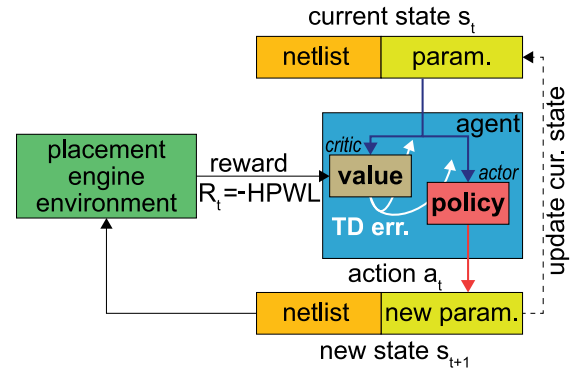 current state s_t
netlist param.
agent
critic
value
actor
policy
TD err.
placement
engine
environment
reward
R_t=-HPWL
update cur. state
action a_t
netlist new param.
new state s_{t+1}